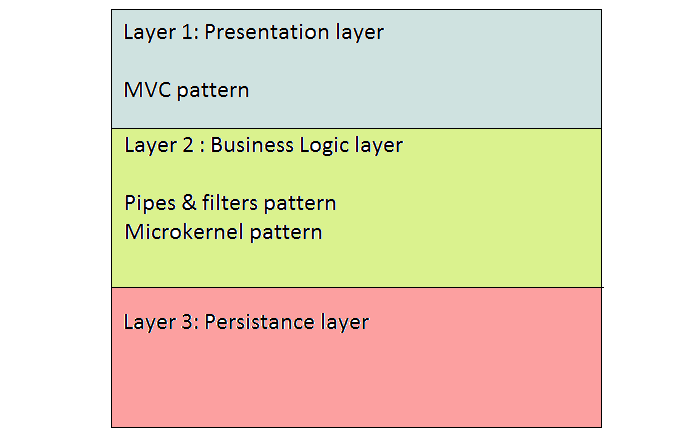 Layer 1: Presentation layer
MVC pattern
Layer 2 : Business Logic layer
Pipes & filters pattern
Microkernel pattern
Layer 3: Persistance layer